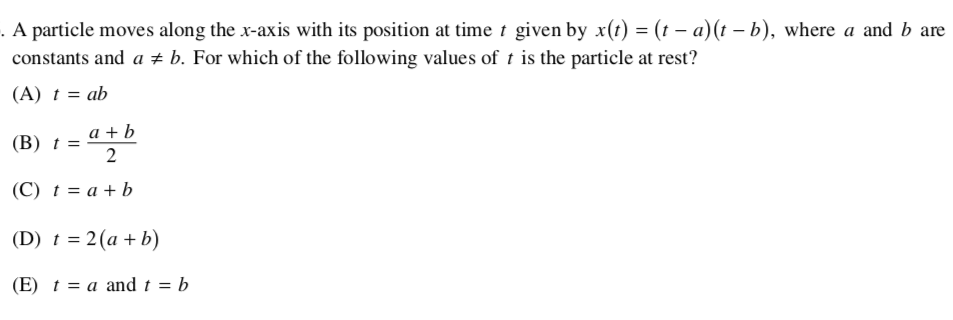 . A particle moves along the x-axis with its position at time t given by x(t) = (t − a)(t − b), where a and b are
constants and a ≠ b. For which of the following values of t is the particle at rest?
(A) t = ab
(B) t = \frac{a + b}{2}
(C) t = a + b
(D) t = 2(a + b)
(E) t = a and t = b